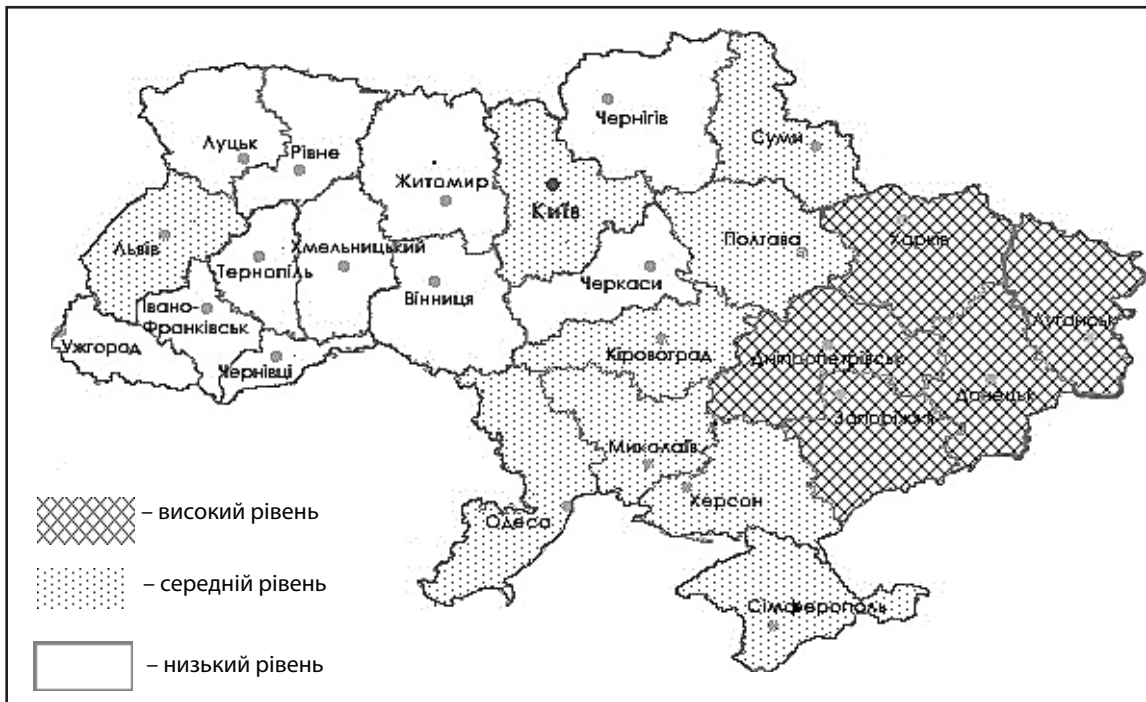 Чернігів
Суми
Луцьк
Рівне
Житомир
Київ
Львів
Тернопіль
Хмельницький
Вінниця
Черкаси
Полтава
Харків
Івано-
Франківськ
Ужгород
Чернівці
Кіровоград
Дніпропетрівськ
Луганськ
Донецьк
Запоріжжя
Миколаїв
Херсон
Одеса
Сімферополь
– високий рівень
– середній рівень
– низький рівень